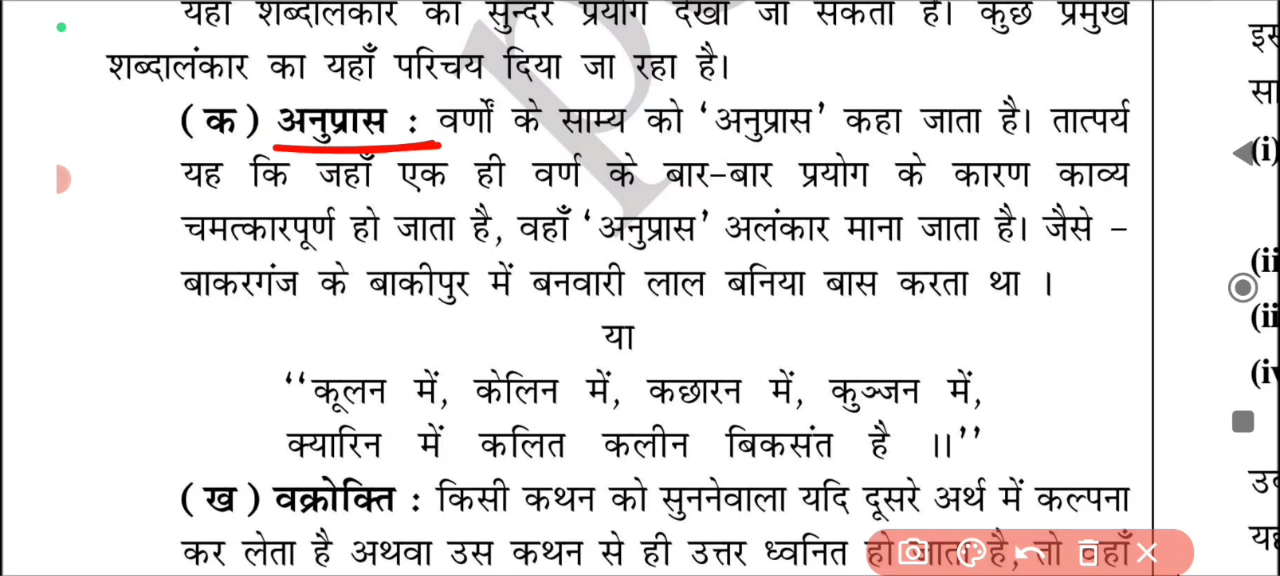 यहाँ शब्दालंकार का सुन्दर प्रयोग देखा जा सकता है। कुछ प्रमुख
शब्दालंकार का यहाँ परिचय दिया जा रहा है।
(क) अनुप्रास : वर्णों के साम्य को ‘अनुप्रास’ कहा जाता है। तात्पर्य
यह कि जहाँ एक ही वर्ण के बार-बार प्रयोग के कारण काव्य
चमत्कारपूर्ण हो जाता है, वहाँ ‘अनुप्रास’ अलंकार माना जाता है। जैसे –
बाकरगंज के बाकीपुर में बनवारी लाल बनिया बास करता था ।
या
‘‘कूलन में, केलिन में, कछारन में, कुञ्जन में,
क्यारिन में कलित कलीन बिकसंत है ।।’’
(ख) वक्रोक्ति : किसी कथन को सुननेवाला यदि दूसरे अर्थ में कल्पना
कर लेता है अथवा उस कथन से ही उत्तर ध्वनित हो जाता है, तो वहाँ
(i)